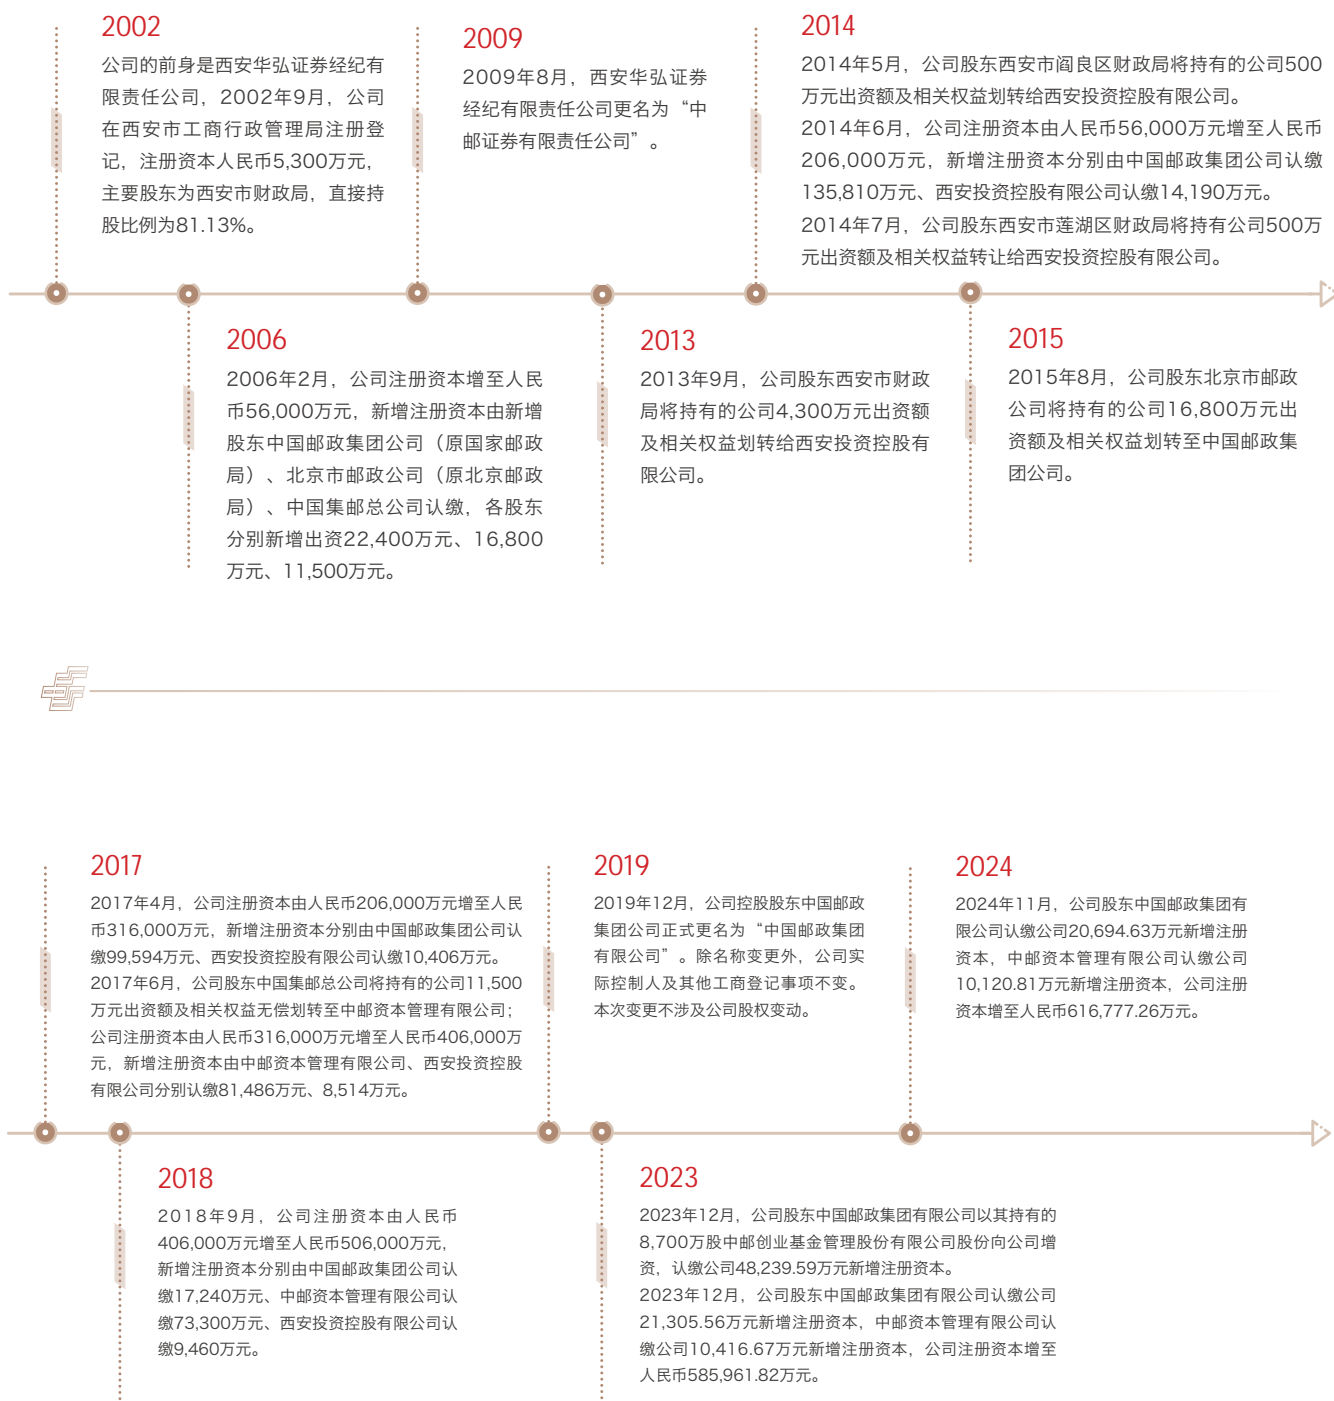 2002
公司的前身是西安华弘证券经纪有
限责任公司，2002年9月，公司
在西安市工商行政管理局注册登
记，注册资本人民币5,300万元，
主要股东为西安市财政局，直接持
股比例为81.13%。
2009
2009年8月，西安华弘证券
经纪有限责任公司更名为“中
邮证券有限责任公司”。
2014
2014年5月，公司股东西安市阎良区财政局将持有的公司500
万元出资额及相关权益划转给西安投资控股有限公司。
2014年6月，公司注册资本由人民币56,000万元增至人民币
206,000万元，新增注册资本分别由中国邮政集团公司认缴
135,810万元、西安投资控股有限公司认缴14,190万元。
2014年7月，公司股东西安市莲湖区财政局将持有公司500万
元出资额及相关权益转让给西安投资控股有限公司。
2006
2006年2月，公司注册资本增至人民
币56,000万元，新增注册资本由新增
股东中国邮政集团公司（原国家邮政
局）、北京市邮政公司（原北京邮政
局）、中国集邮总公司认缴，各股东
分别新增出资22,400万元、16,800
万元、11,500万元。
2013
2013年9月，公司股东西安市财政
局将持有的公司4,300万元出资额
及相关权益划转给西安投资控股有
限公司。
2015
2015年8月，公司股东北京市邮政
公司将持有的公司16,800万元出
资额及相关权益划转至中国邮政集
团公司。
2017
2017年4月，公司注册资本由人民币206,000万元增至人民
币316,000万元，新增注册资本分别由中国邮政集团公司认
缴99,594万元、西安投资控股有限公司认缴10,406万元。
2017年6月，公司股东中国集邮总公司将持有的公司11,500
万元出资额及相关权益无偿划转至中邮资本管理有限公司；
公司注册资本由人民币316,000万元增至人民币406,000万
元，新增注册资本由中邮资本管理有限公司、西安投资控股
有限公司分别认缴81,486万元、8,514万元。
2019
2019年12月，公司控股股东中国邮政
集团公司正式更名为“中国邮政集团
有限公司”。除名称变更外，公司实
际控制人及其他工商登记事项不变。
本次变更不涉及公司股权变动。
2024
2024年11月，公司股东中国邮政集团有
限公司认缴公司20,694.63万元新增注册
资本，中邮资本管理有限公司认缴公司
10,120.81万元新增注册资本，公司注册
资本增至人民币616,777.26万元。
2018
2018年9月，公司注册资本由人民币
406,000万元增至人民币506,000万元，
新增注册资本分别由中国邮政集团公司认
缴17,240万元、中邮资本管理有限公司认
缴73,300万元、西安投资控股有限公司认
缴9,460万元。
2023
2023年12月，公司股东中国邮政集团有限公司以其持有的
8,700万股中邮创业基金管理股份有限公司股份向公司增
资，认缴公司48,239.59万元新增注册资本。
2023年12月，公司股东中国邮政集团有限公司认缴公司
21,305.56万元新增注册资本，中邮资本管理有限公司认
缴公司10,416.67万元新增注册资本，公司注册资本增至
人民币585,961.82万元。